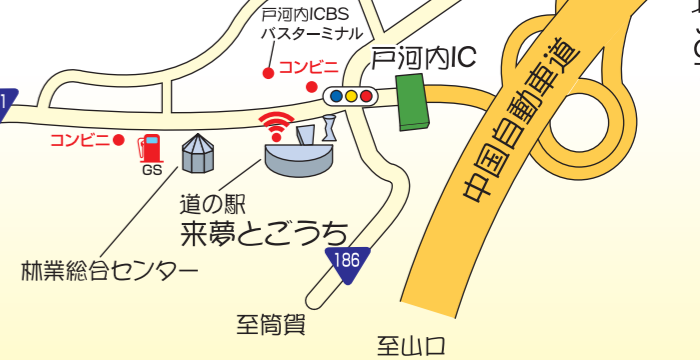 戸河内ICBS
バスターミナル
コンビニ
戸河内IC
中国自動車道
1
コンビニ
GS
道の駅
来夢とごうち
林業総合センター
186
至筒賀
至山口